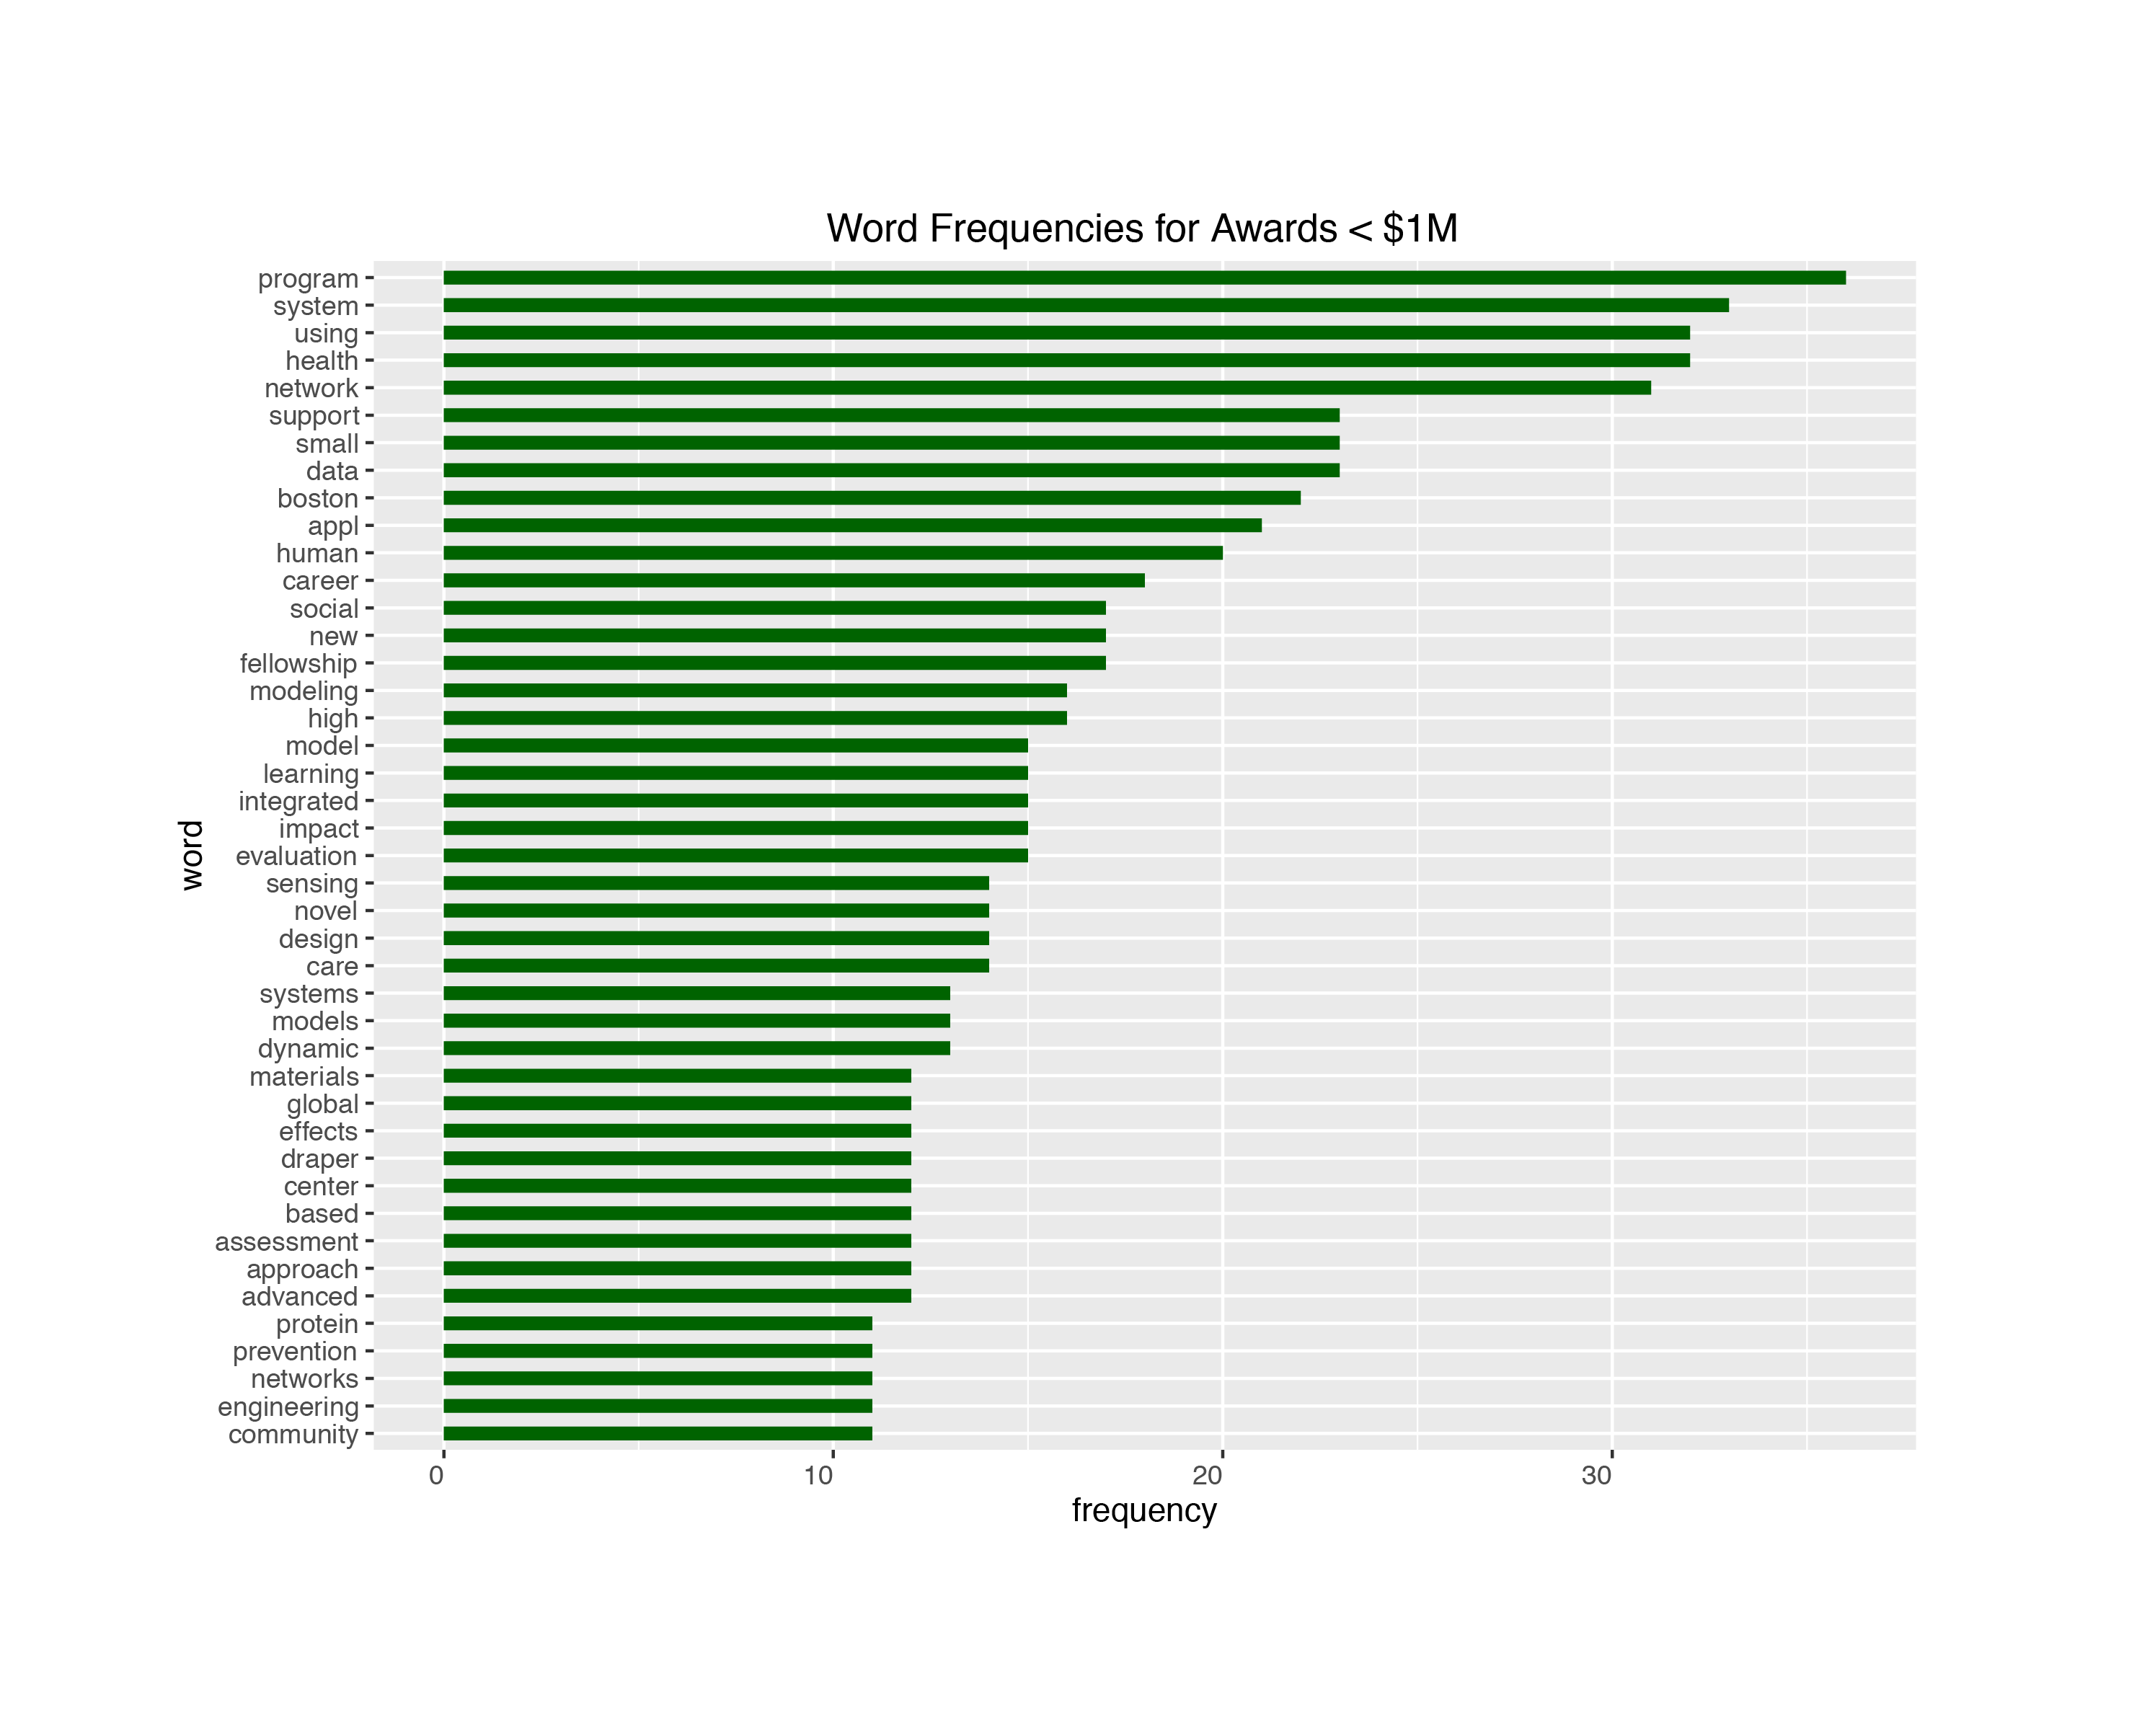 Word Frequencies for Awards < $1M
program
system
using
health
network
support
small
data
boston
appl
human
career
social
new
fellowship
modeling
high
model
learning
integrated
impact
evaluation
sensing
novel
design
care
systems
models
dynamic
materials
global
effects
draper
center
based
assessment
approach
advanced
protein
prevention
networks
engineering
community
word
0 10 20 30
frequency